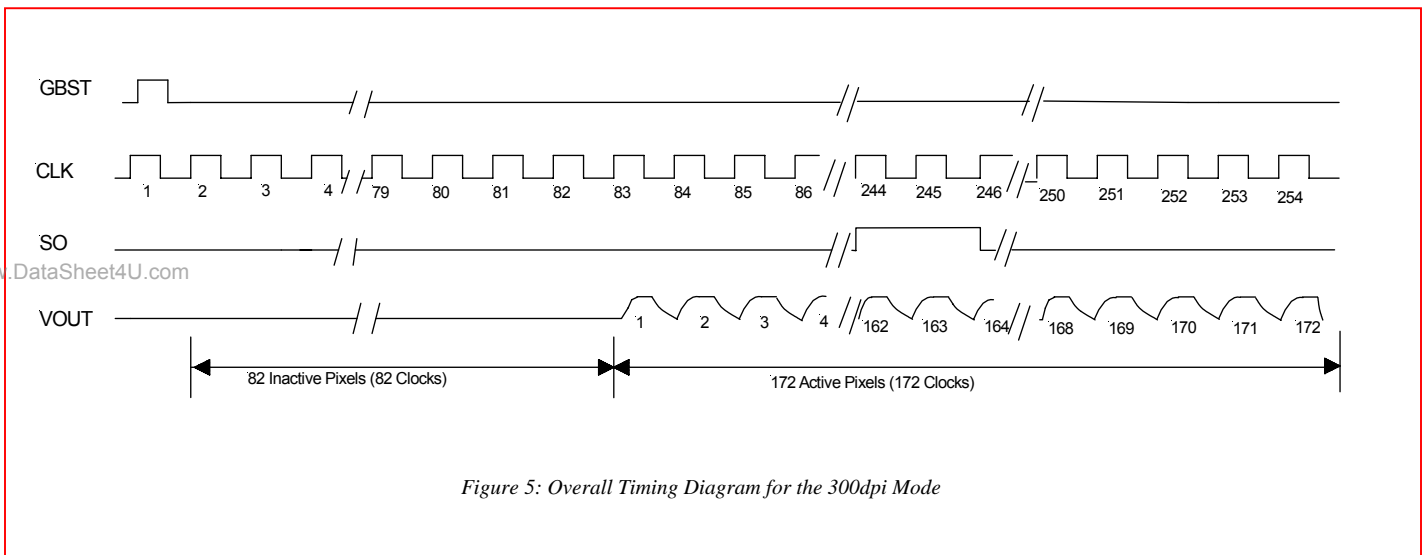 GBST
CLK
1 2 3 4 79 80 81 82 83 84 85 86 244 245 246 250 251 252 253 254
SO
w.DataSheet4U.com
VOUT
1 2 3 4 162 163 164 168 169 170 171 172
82 Inactive Pixels (82 Clocks)
172 Active Pixels (172 Clocks)
Figure 5: Overall Timing Diagram for the 300dpi Mode